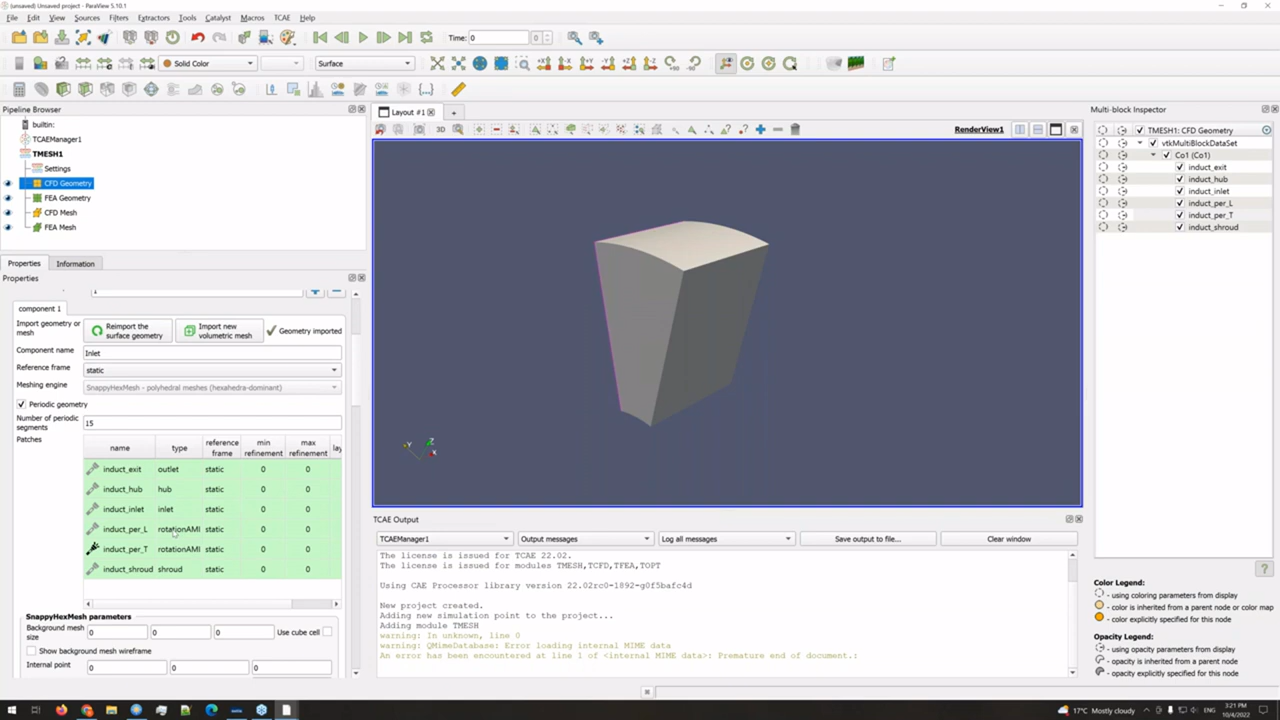 (unsaved) Unsaved project - ParaView 5.10.1
File Edit View Sources Filters Extractors Tools Catalyst Macros TCAE Help
Time: 0
0
Solid Color
Surface
Pipeline Browser
Layout #1
Multi-block Inspector
builtin:
TCAEManager1
TMESH1
Settings
CFD Geometry
FEA Geometry
CFD Mesh
FEA Mesh
3D
RenderView1
TMESH1: CFD Geometry
vtkMultiBlockDataSet
Co1 (Co1)
induct_exit
induct_hub
induct_inlet
induct_per_L
induct_per_T
induct_shroud
Properties Information
Properties
1
component 1
Import geometry or mesh
Reimport the surface geometry
Import new volumetric mesh
Geometry imported
Component name Inlet
Reference frame static
Meshing engine SnappyHexMesh - polyhedral meshes (hexahedra-dominant)
Periodic geometry
Number of periodic segments 15
Patches
name type reference frame min refinement max refinement lay
induct_exit outlet static 0 0
induct_hub hub static 0 0
induct_inlet inlet static 0 0
induct_per_L rotationAMI static 0 0
induct_per_T rotationAMI static 0 0
induct_shroud shroud static 0 0
SnappyHexMesh parameters
Background mesh size 0 0 0 Use cube cell
Show background mesh wireframe
Internal point 0 0 0
Z
Y
X
TCAE Output
TCAEManager1 Output messages Log all messages Save output to file... Clear window
The license is issued for TCAE 22.02.
The license is issued for modules TMESH,TCFD,TFEA,TOPT
Using CAE Processor library version 22.02rc0-1892-g0f5bafc4d
New project created.
Adding new simulation point to the project...
Adding module TMESH
warning: In unknown, line 0
warning: QMimeDatabase: Error loading internal MIME data
An error has been encountered at line 1 of <internal MIME data>: Premature end of document.:
?
Color Legend:
- using coloring parameters from display
- color is inherited from a parent node or color map
- color explicitly specified for this node
Opacity Legend:
- using opacity parameters from display
- opacity is inherited from a parent node
- opacity explicitly specified for this node
17°C Mostly cloudy
ENG
3:21 PM
10/4/2022